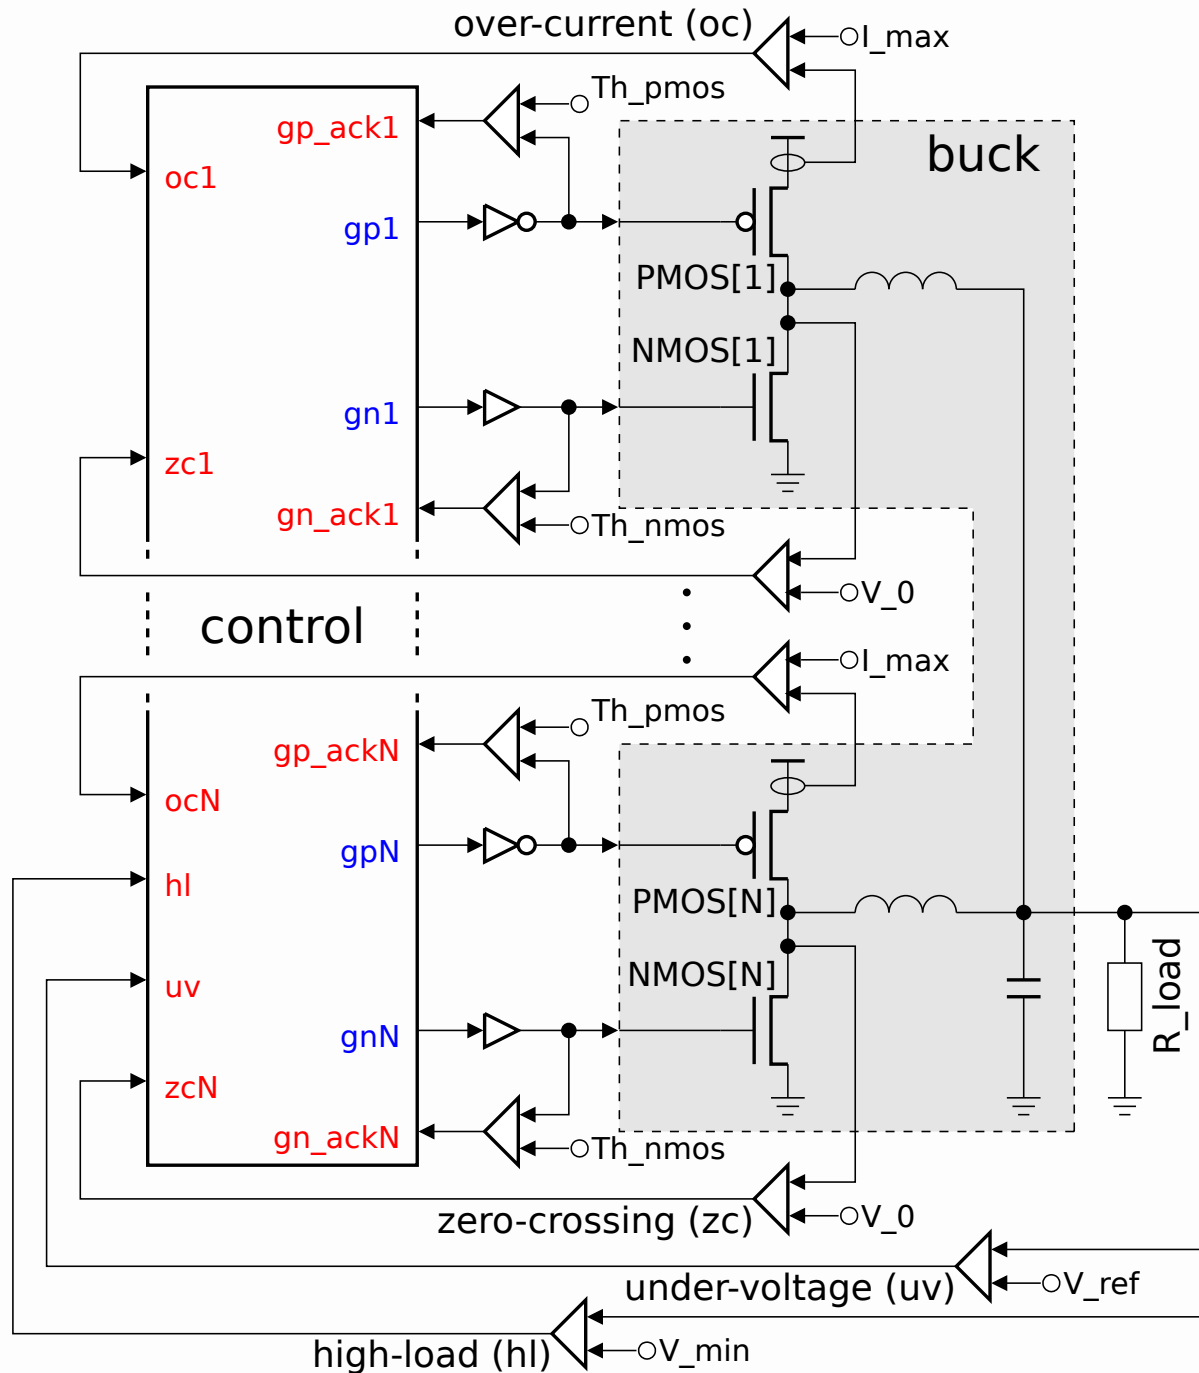 over-current (oc)
I_max
Th_pmos
gp_ack1
buck
oc1
gp1
PMOS[1]
NMOS[1]
gn1
zc1
gn_ack1
Th_nmos
V_0
control
I_max
Th_pmos
gp_ackN
ocN
gpN
hl
PMOS[N]
NMOS[N]
uv
R_load
gnN
zcN
gn_ackN
Th_nmos
zero-crossing (zc)
V_0
under-voltage (uv)
V_ref
high-load (hl)
V_min